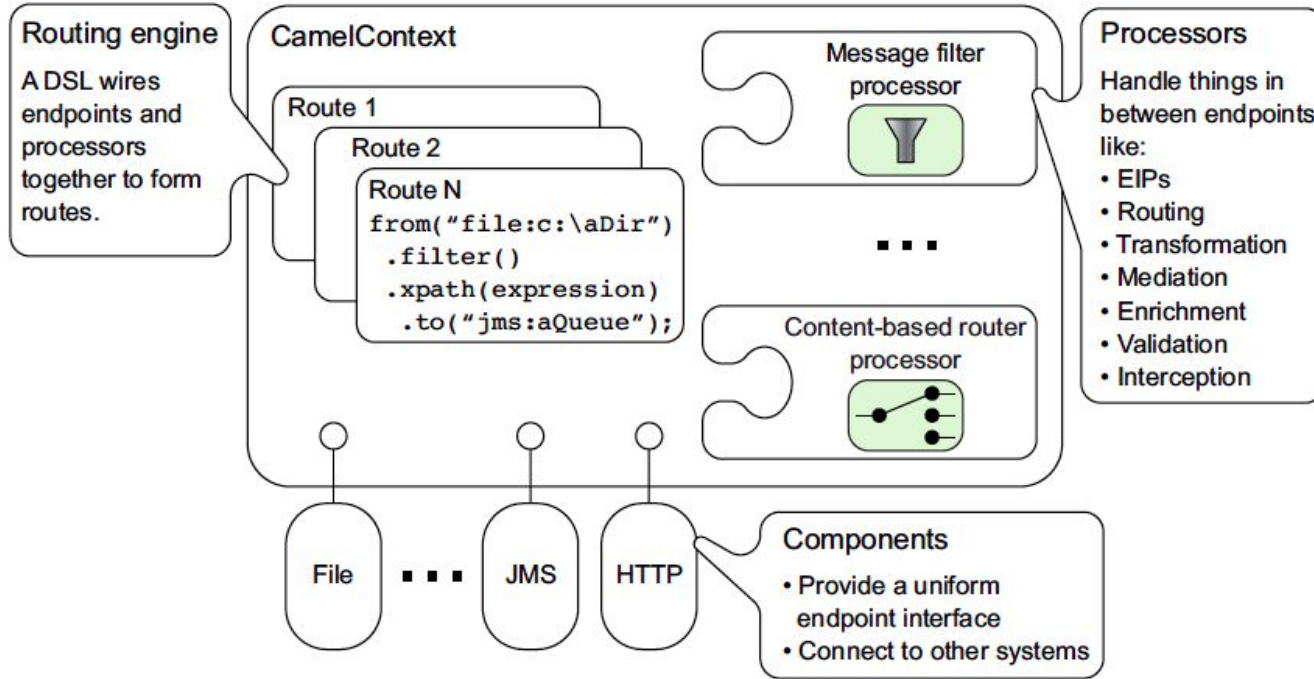 Routing engine
A DSL wires
endpoints and
processors
together to form
routes.
CamelContext
Route 1
Route 2
Route N
from(“file:c:\aDir”)
.filter()
.xpath(expression)
.to(“jms:aQueue”);
Message filter
processor
Content-based router
processor
Processors
Handle things in
between endpoints
like:
• EIPs
• Routing
• Transformation
• Mediation
• Enrichment
• Validation
• Interception
File
JMS
HTTP
Components
• Provide a uniform
endpoint interface
• Connect to other systems